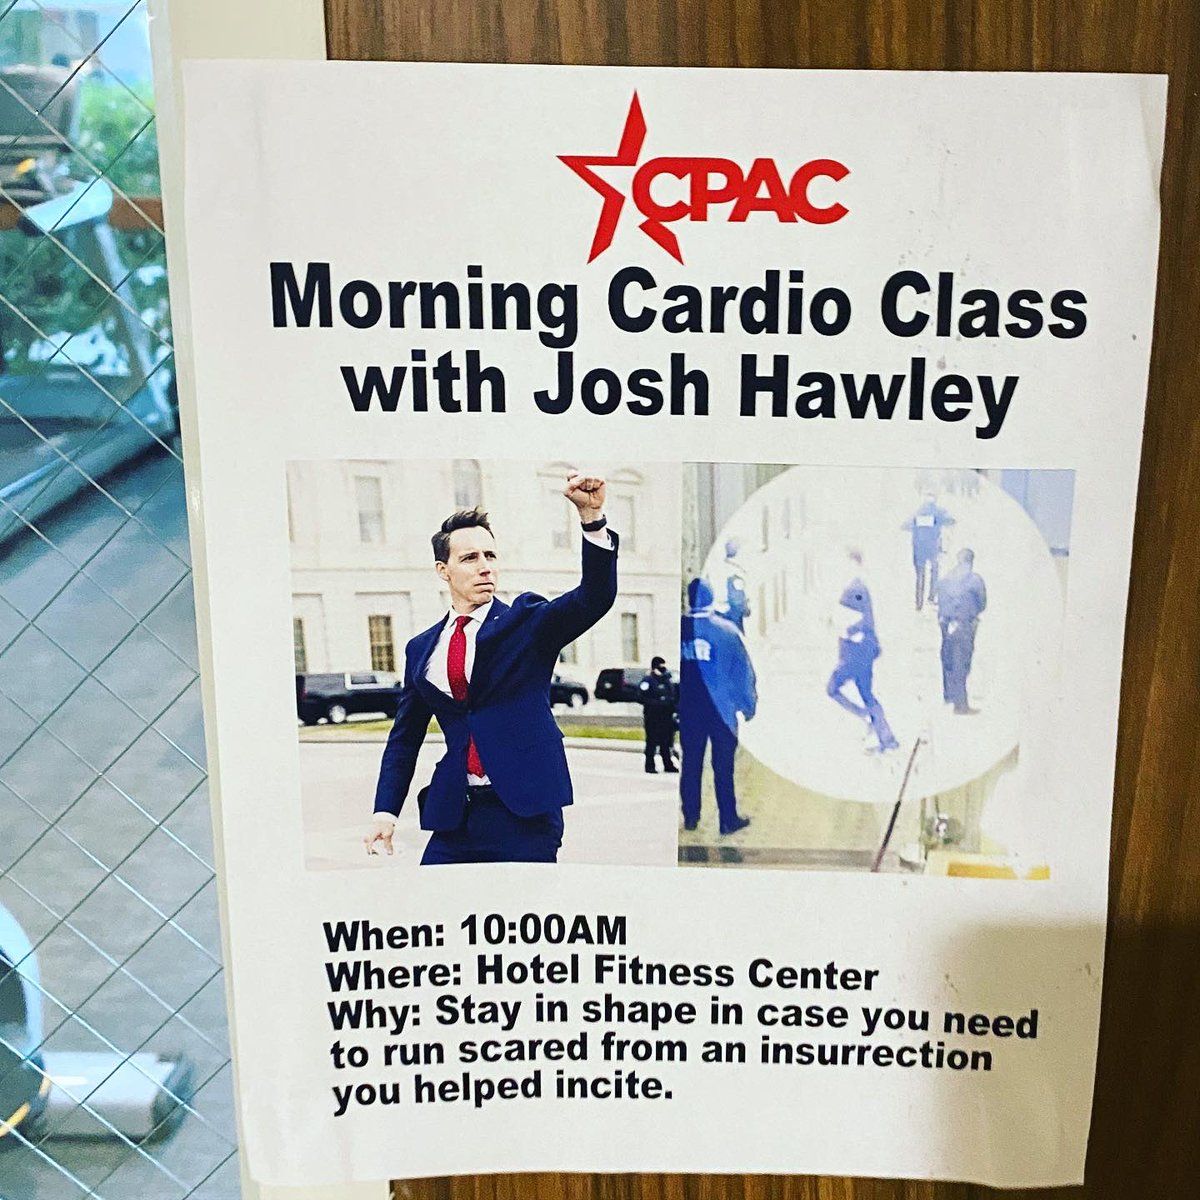 CPAC
Morning Cardio Class
with Josh Hawley
When: 10:00AM
Where: Hotel Fitness Center
Why: Stay in shape in case you need
to run scared from an insurrection
you helped incite.